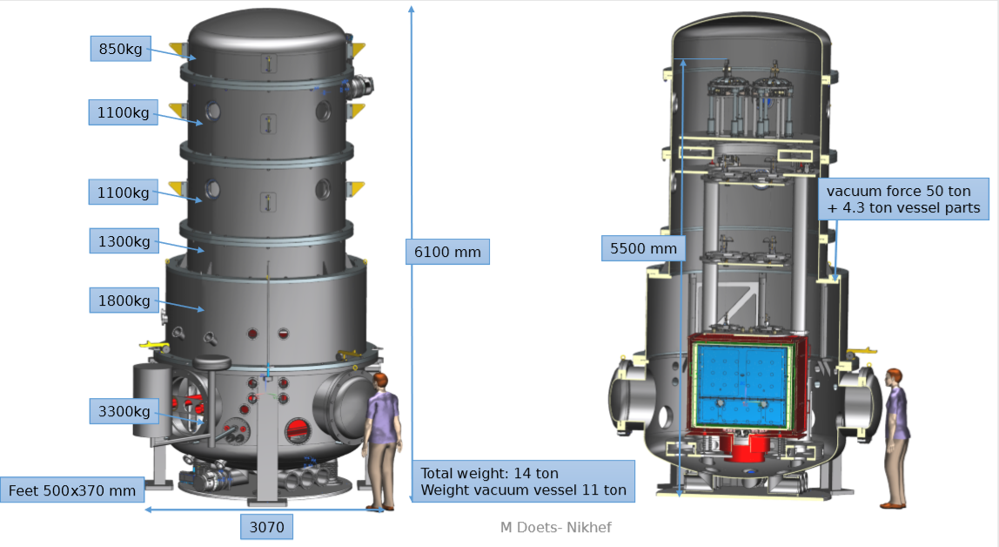 850kg
1100kg
1100kg
1300kg
1800kg
3300kg
Feet 500x370 mm
3070
6100 mm
Total weight: 14 ton
Weight vacuum vessel 11 ton
5500 mm
vacuum force 50 ton
+ 4.3 ton vessel parts
M Doets- Nikhef